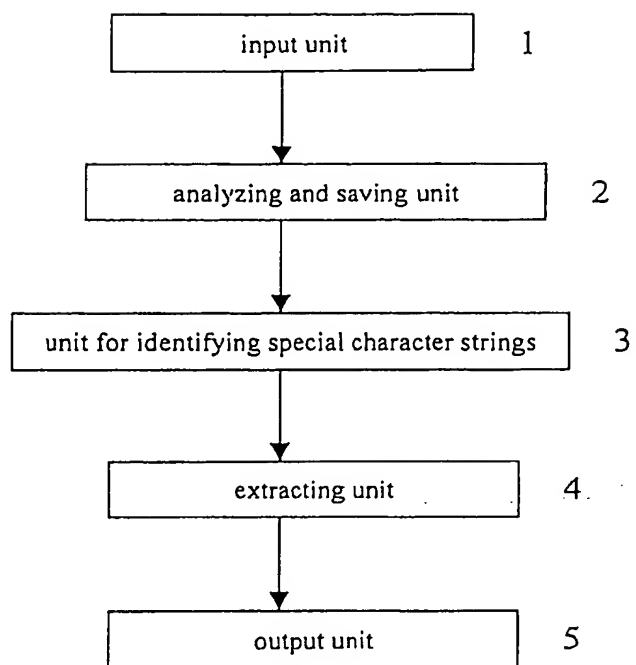 input unit 1
analyzing and saving unit 2
unit for identifying special character strings 3
extracting unit 4
output unit 5